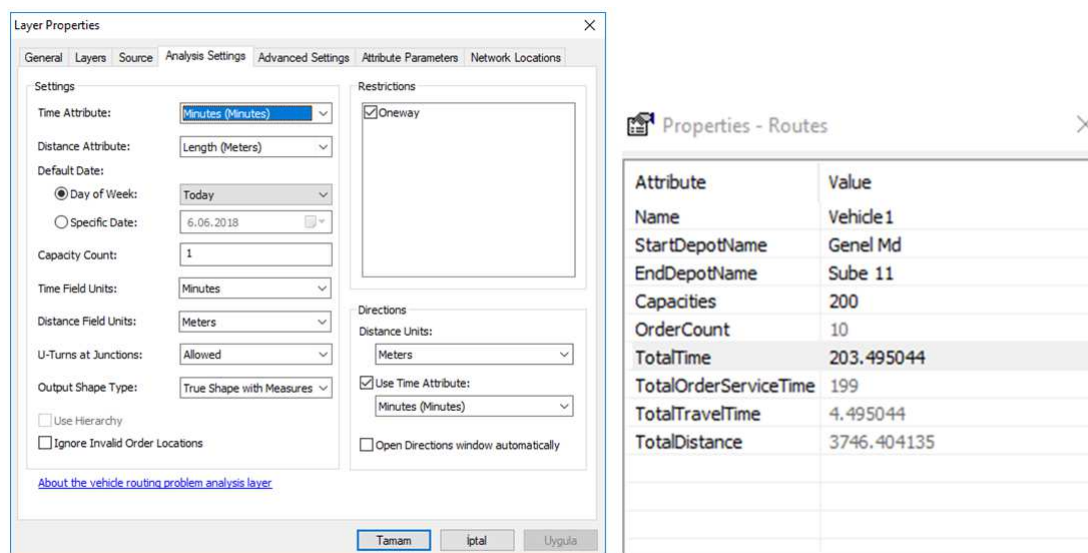 Layer Properties
General Layers Source Analysis Settings Advanced Settings Attribute Parameters Network Locations
Settings
Time Attribute: Minutes (Minutes)
Distance Attribute: Length (Meters)
Default Date:
Day of Week: Today
Specific Date: 6.06.2018
Capacity Count: 1
Time Field Units: Minutes
Distance Field Units: Meters
U-Turns at Junctions: Allowed
Output Shape Type: True Shape with Measures
Use Hierarchy
Ignore Invalid Order Locations
About the vehicle routing problem analysis layer
Restrictions
Oneway
Directions
Distance Units:
Meters
Use Time Attribute:
Minutes (Minutes)
Open Directions window automatically
Tamam İptal Uygula
Properties - Routes
Attribute Value
Name Vehicle1
StartDepotName Genel Md
EndDepotName Sube 11
Capacities 200
OrderCount 10
TotalTime 203.495044
TotalOrderServiceTime 199
TotalTravelTime 4.495044
TotalDistance 3746.404135